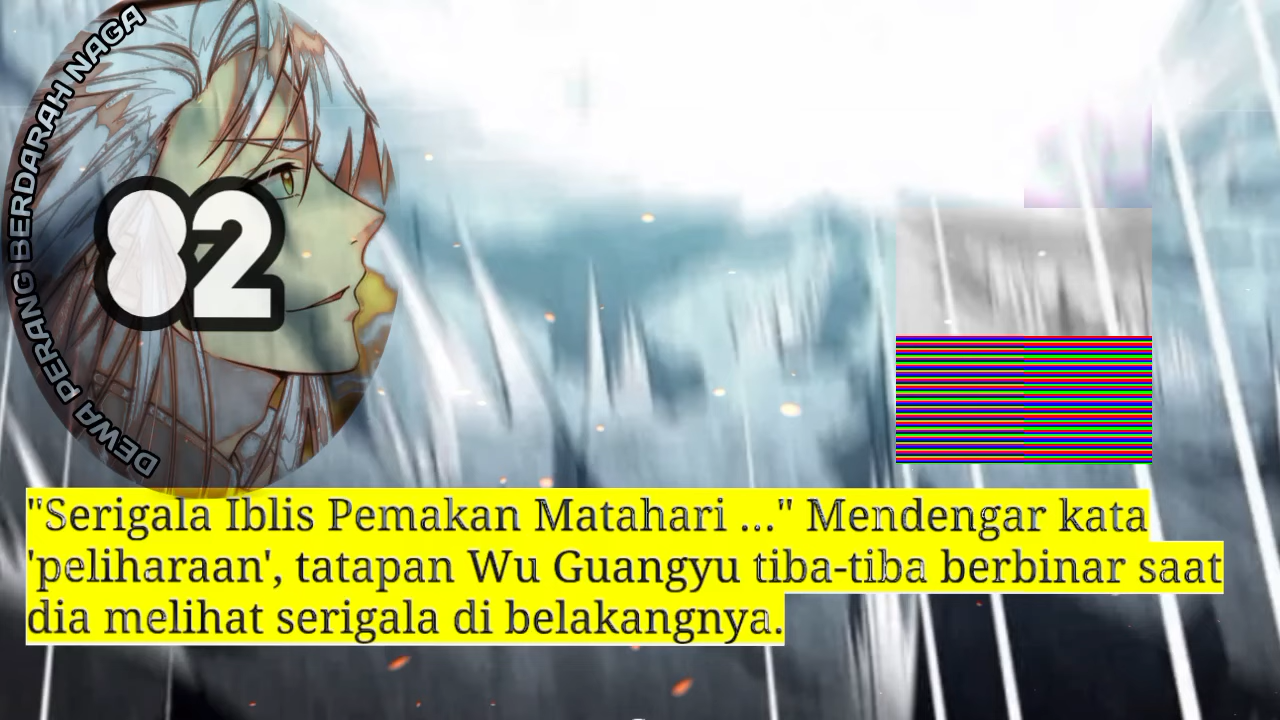 DEWA PERANG BERDARAH NAGA
82
"Serigala Iblis Pemakan Matahari ..." Mendengar kata
'peliharaan', tatapan Wu Guangyu tiba-tiba berbinar saat
dia melihat serigala di belakangnya.